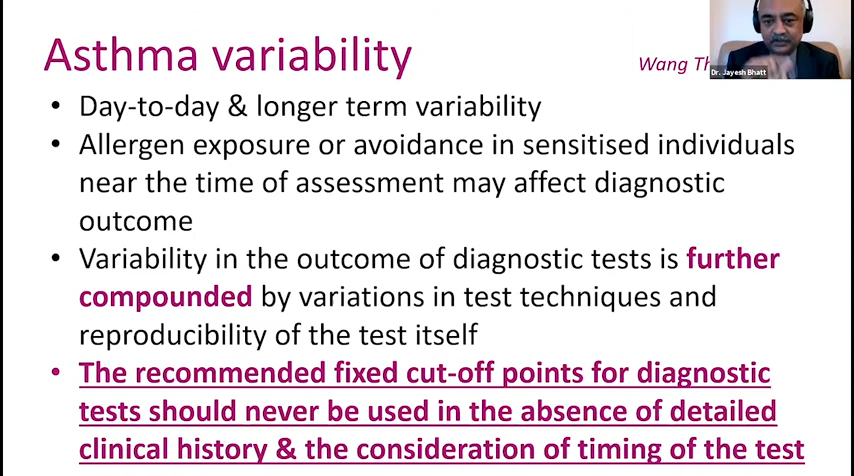 Asthma variability
Wang Th
Dr. Jayesh Bhatt
• Day-to-day & longer term variability
• Allergen exposure or avoidance in sensitised individuals
near the time of assessment may affect diagnostic
outcome
• Variability in the outcome of diagnostic tests is further
compounded by variations in test techniques and
reproducibility of the test itself
• The recommended fixed cut-off points for diagnostic
tests should never be used in the absence of detailed
clinical history & the consideration of timing of the test